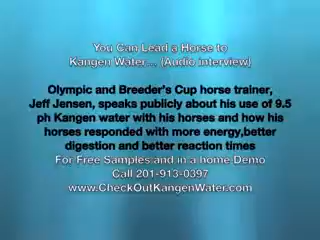 You Can Lead a Horse to
Kangen Water... (Audio interview)
Olympic and Breeder's Cup horse trainer,
Jeff Jensen, speaks publicly about his use of 9.5
ph Kangen water with his horses and how his
horses responded with more energy,better
digestion and better reaction times
For Free Samples and in a home Demo
Call 201-913-0397
www.CheckOutKangenWater.com